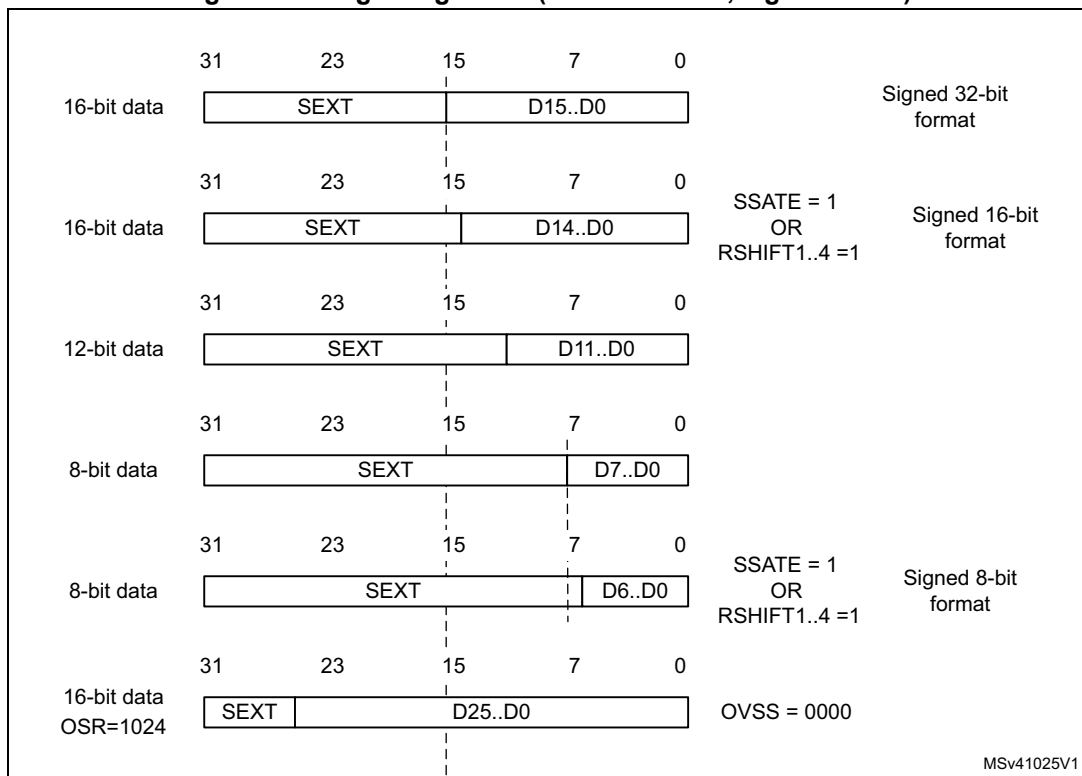 31 23 15 7 0
16-bit data SEXT D15..D0 Signed 32-bit
format
31 23 15 7 0
16-bit data SEXT D14..D0 SSATE = 1
OR
RSHIFT1..4 =1 Signed 16-bit
format
31 23 15 7 0
12-bit data SEXT D11..D0
31 23 15 7 0
8-bit data SEXT D7..D0
31 23 15 7 0
8-bit data SEXT D6..D0 SSATE = 1
OR
RSHIFT1..4 =1 Signed 8-bit
format
31 23 15 7 0
16-bit data
OSR=1024 SEXT D25..D0 OVSS = 0000
MSv41025V1